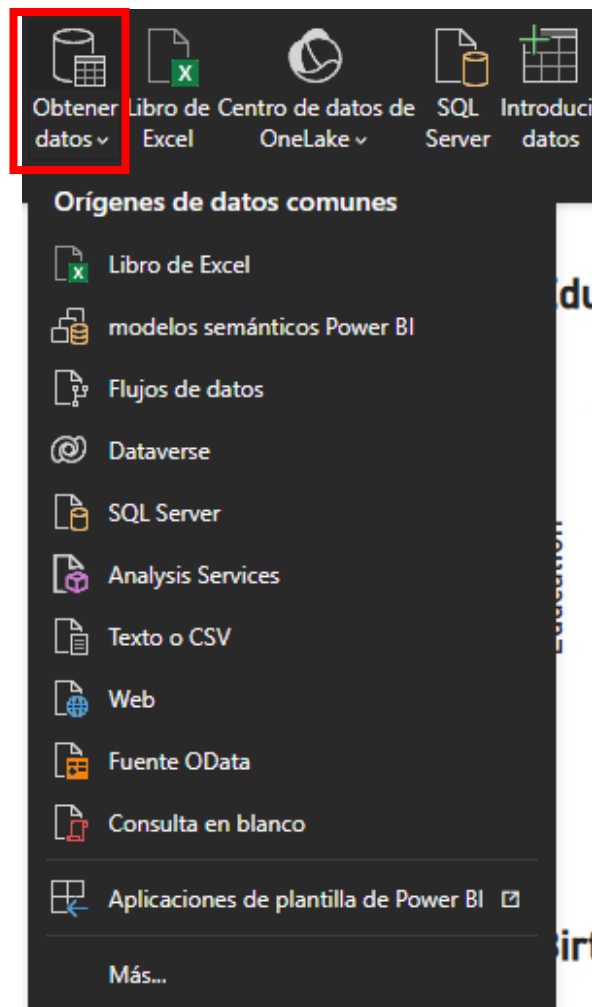 Obtener Libro de Centro de datos de SQL Introduci
datos Excel OneLake Server datos
Orígenes de datos comunes
Libro de Excel
modelos semánticos Power BI
Flujos de datos
Dataverse
SQL Server
Analysis Services
Texto o CSV
Web
Fuente OData
Consulta en blanco
Aplicaciones de plantilla de Power BI
Más...